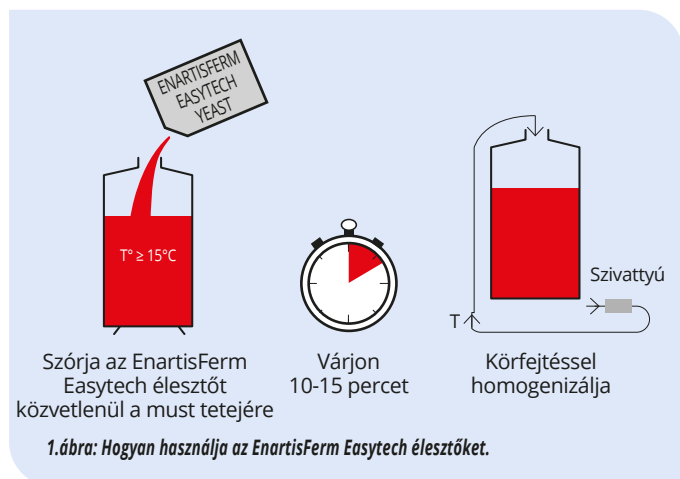 ENARTISFERM
EASYTECH
YEAST
T° ≥ 15°C
Szórja az EnartisFerm
Easytech élesztőt
közvetlenül a must tetejére
Várjon
10-15 percet
Szivattyú
T
Körfejtéssel
homogenizálja
1.ábra: Hogyan használja az EnartisFerm Easytech élesztőket.